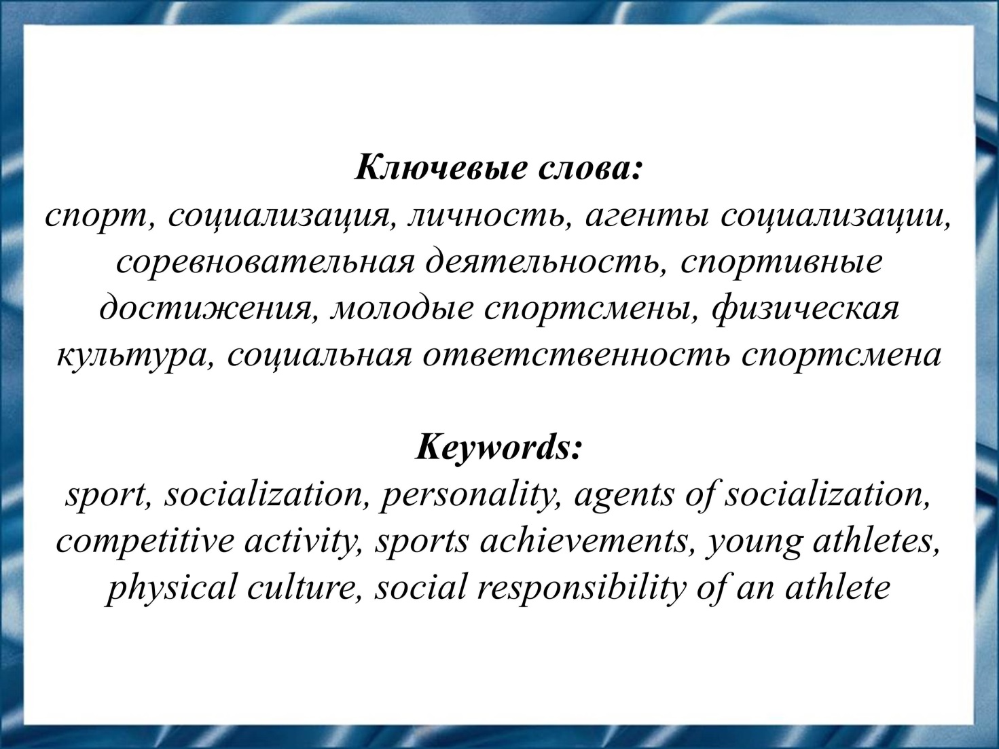 Ключевые слова:
спорт, социализация, личность, агенты социализации,
соревновательная деятельность, спортивные
достижения, молодые спортсмены, физическая
культура, социальная ответственность спортсмена
Keywords:
sport, socialization, personality, agents of socialization,
competitive activity, sports achievements, young athletes,
physical culture, social responsibility of an athlete